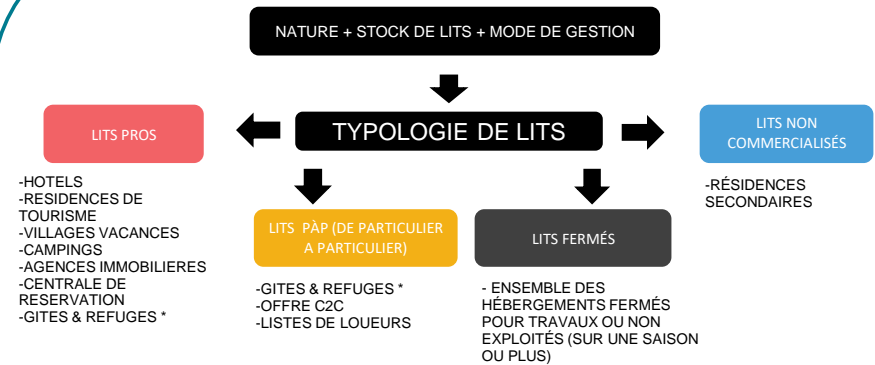 NATURE + STOCK DE LITS + MODE DE GESTION
TYPOLOGIE DE LITS
LITS PROS
-HOTELS
-RESIDENCES DE
TOURISME
-VILLAGES VACANCES
-CAMPINGS
-AGENCES IMMOBILIERES
-CENTRALE DE
RESERVATION
-GITES & REFUGES *
LITS PÀP (DE PARTICULIER
A PARTICULIER)
-GITES & REFUGES *
-OFFRE C2C
-LISTES DE LOUEURS
LITS FERMÉS
- ENSEMBLE DES
HÉBERGEMENTS FERMÉS
POUR TRAVAUX OU NON
EXPLOITÉS (SUR UNE SAISON
OU PLUS)
LITS NON
COMMERCIALISÉS
-RÉSIDENCES
SECONDAIRES